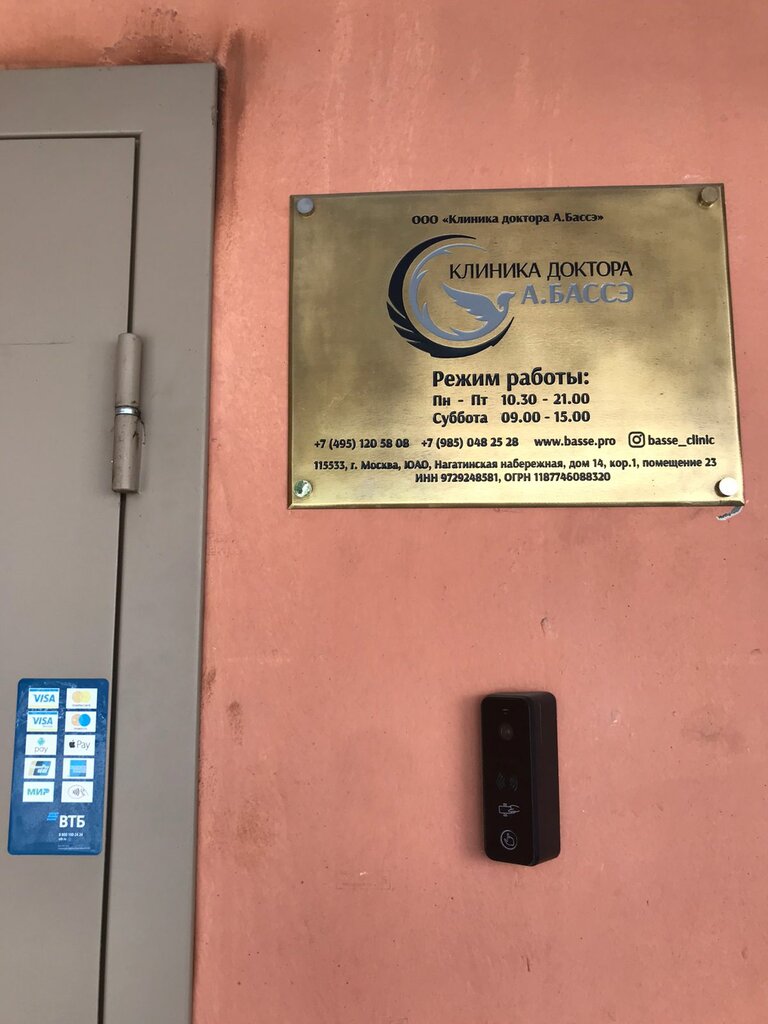 ООО «Клиника доктора А.Бассэ»
КЛИНИКА ДОКТОРА
А.БАССЭ
Режим работы:
Пн - Пт 10.30 - 21.00
Суббота 09.00 - 15.00
+7 (495) 120 58 08 +7 (985) 048 25 28 www.basse.pro basse_clinic
115533, г. Москва, ЮАО, Нагатинская набережная, дом 14, кор.1, помещение 23
ИНН 9729248581, ОГРН 1187746088320
VISA
VISA
pay Pay
МИР
ВТБ